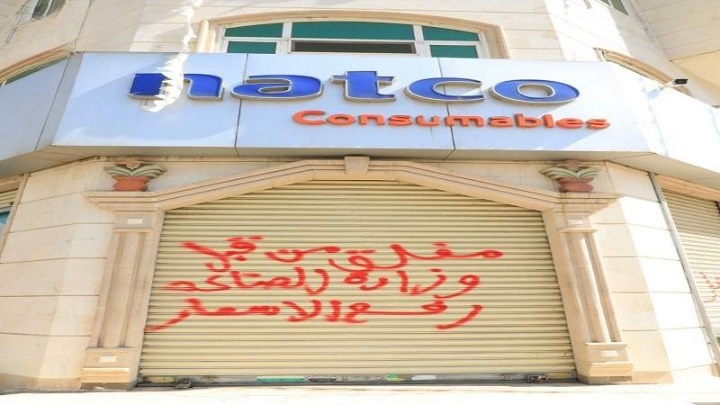 natco
Consumables
مغلق من قبل
وزارة الصناعة
رفع الاسعار